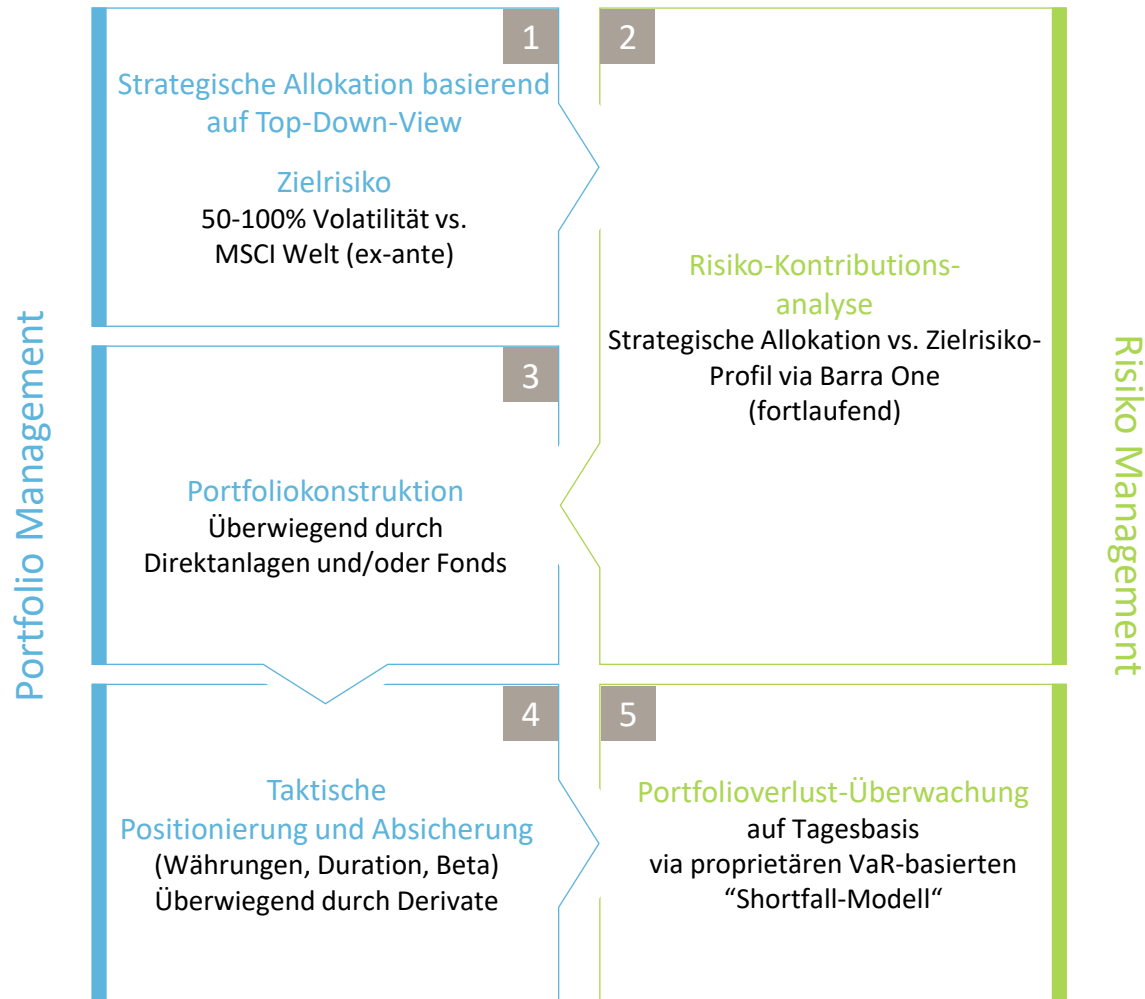 Portfolio Management
1
Strategische Allokation basierend
auf Top-Down-View
Zielrisiko
50-100% Volatilität vs.
MSCI Welt (ex-ante)
2
Risiko-Kontributions-
analyse
Strategische Allokation vs. Zielrisiko-
Profil via Barra One
(fortlaufend)
3
Portfoliokonstruktion
Überwiegend durch
Direktanlagen und/oder Fonds
4
Taktische
Positionierung und Absicherung
(Währungen, Duration, Beta)
Überwiegend durch Derivate
5
Portfolioverlust-Überwachung
auf Tagesbasis
via proprietären VaR-basierten
“Shortfall-Modell“
Risiko Management